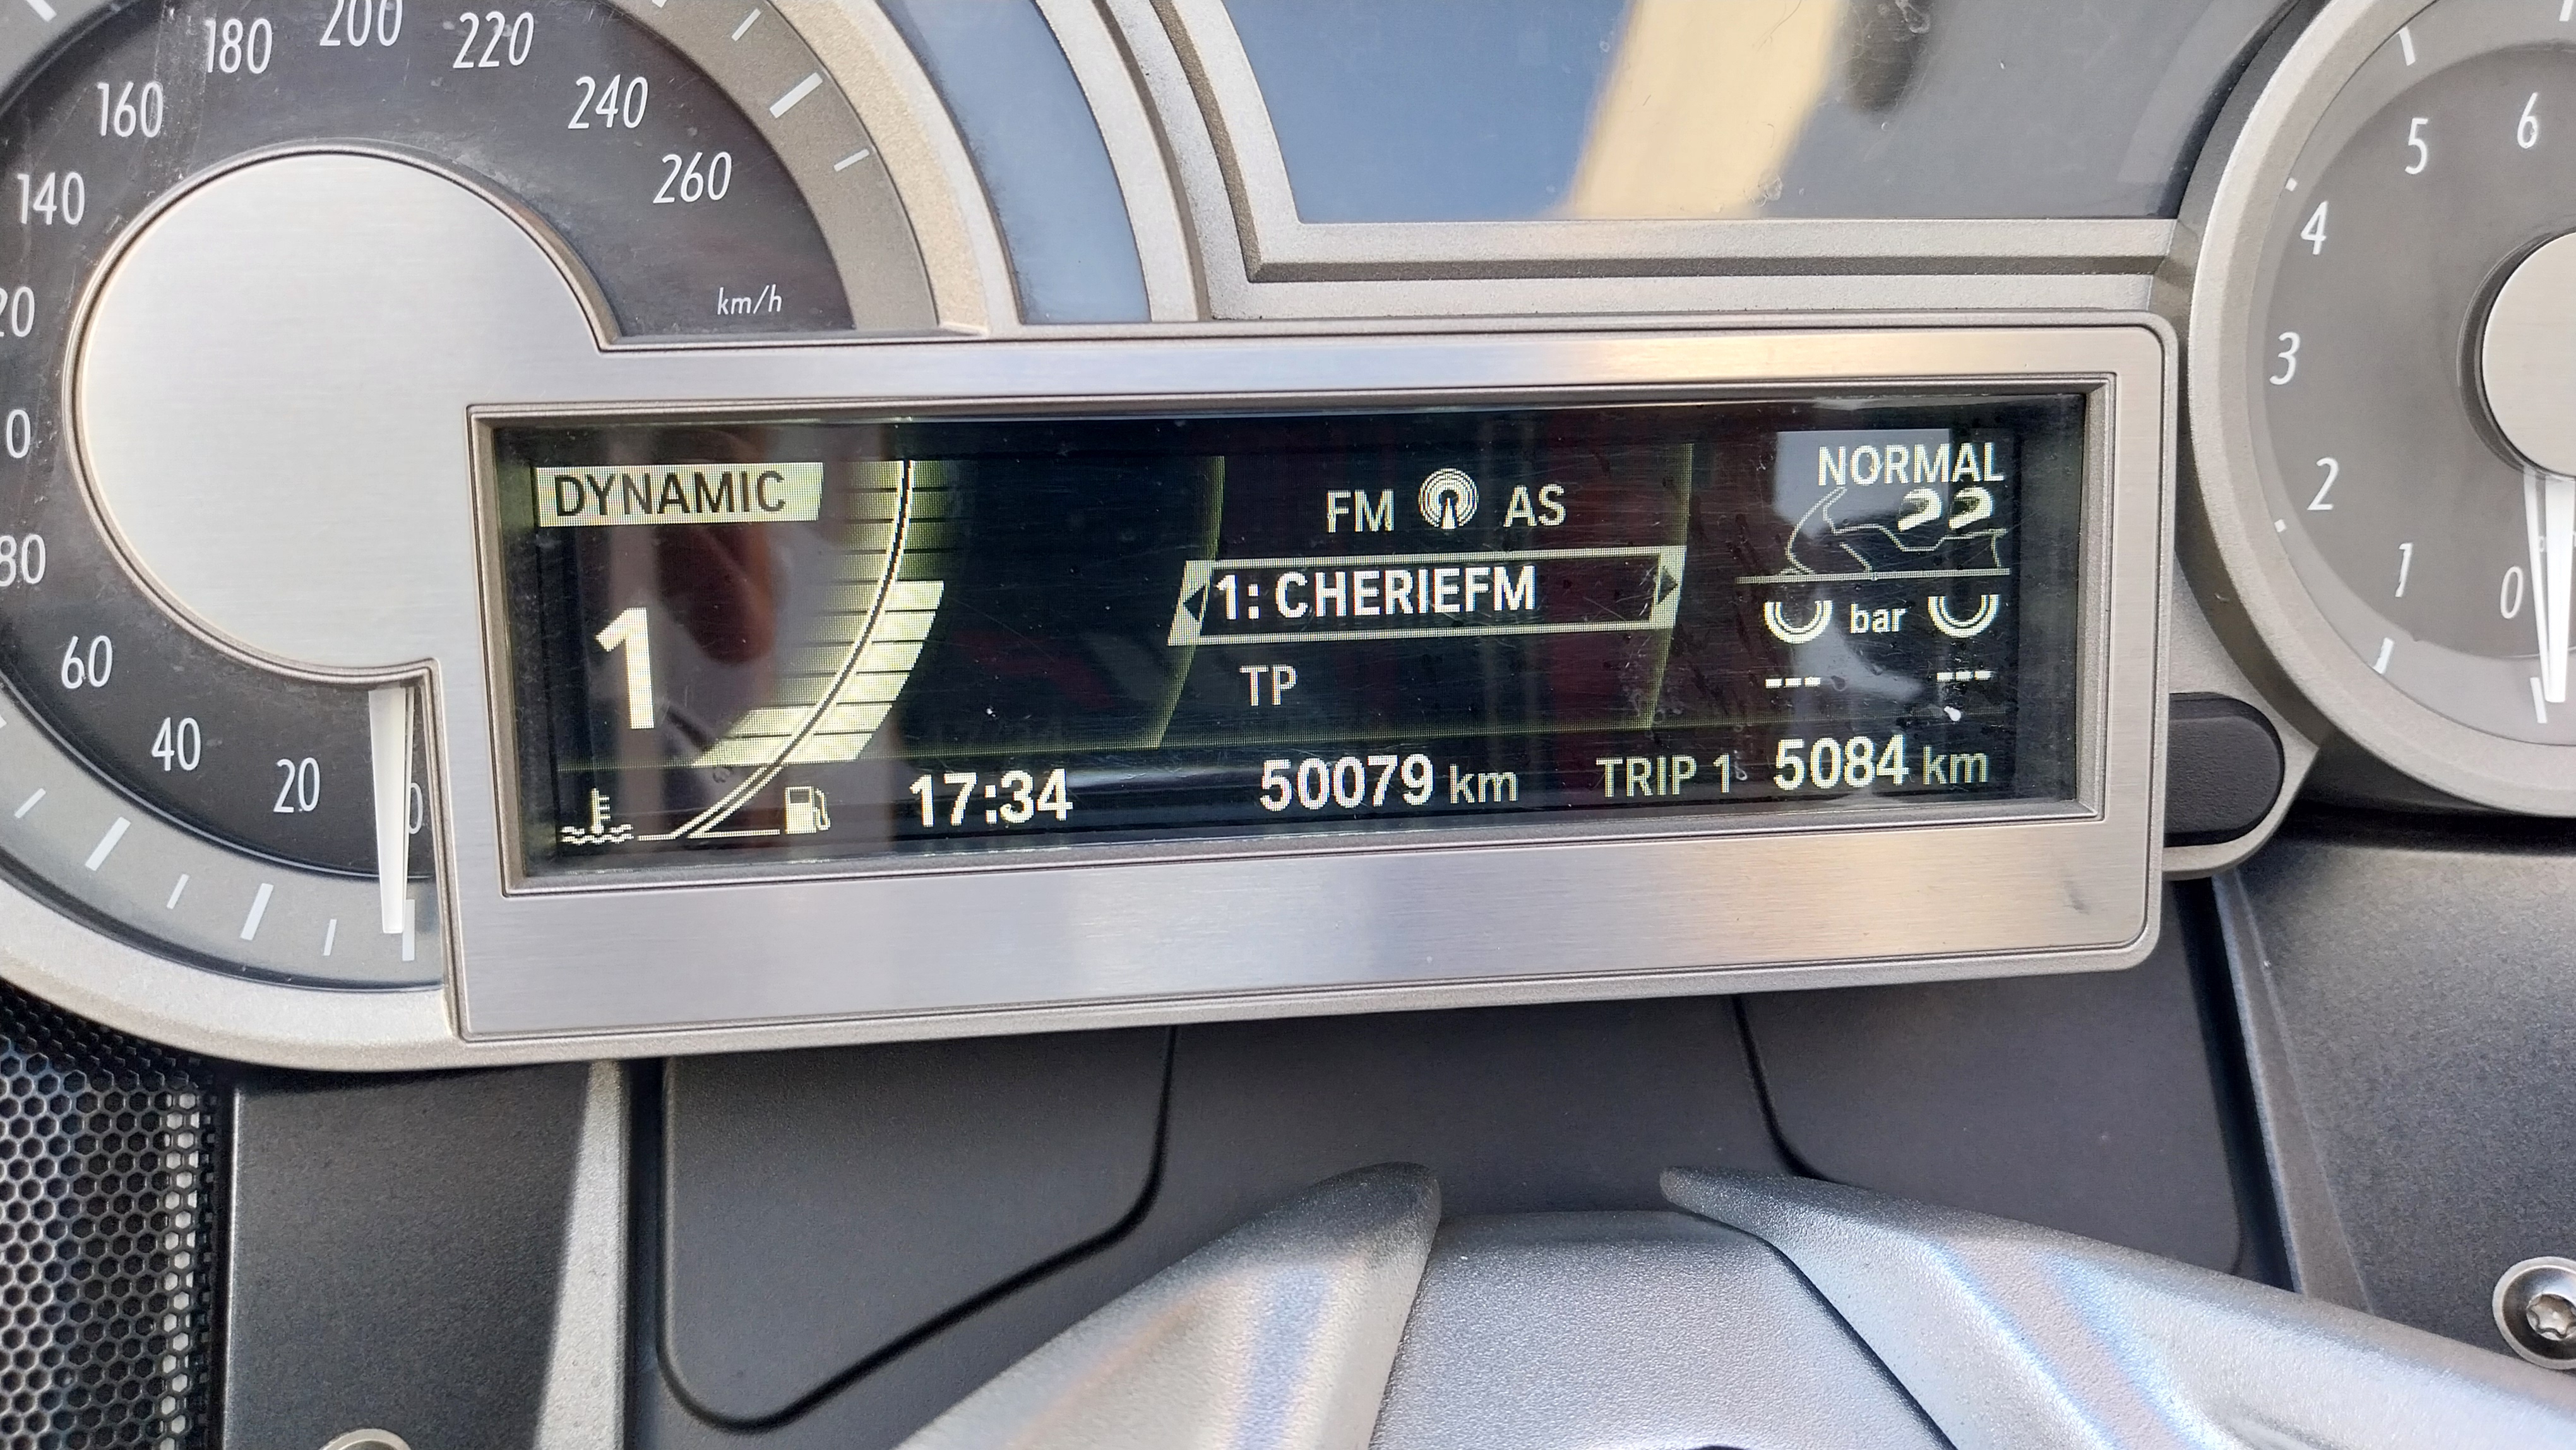 180 200 220
160 240
140 260
km/h
60
40
20
0
5 6
4
3
2
1
0
DYNAMIC
FM AS
NORMAL
1: CHERIEFM
1
bar
TP
--- ---
17:34 50079 km TRIP 1 5084 km